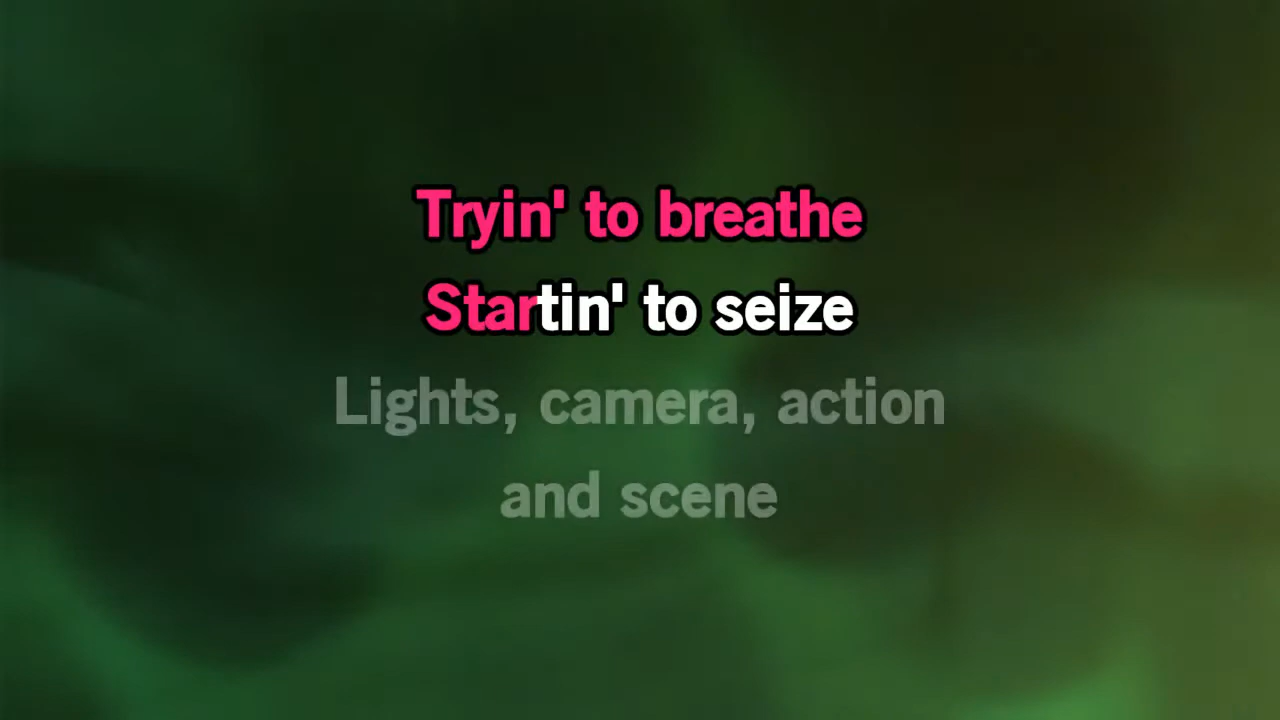 Tryin' to breathe
Startin' to seize
Lights, camera, action
and scene